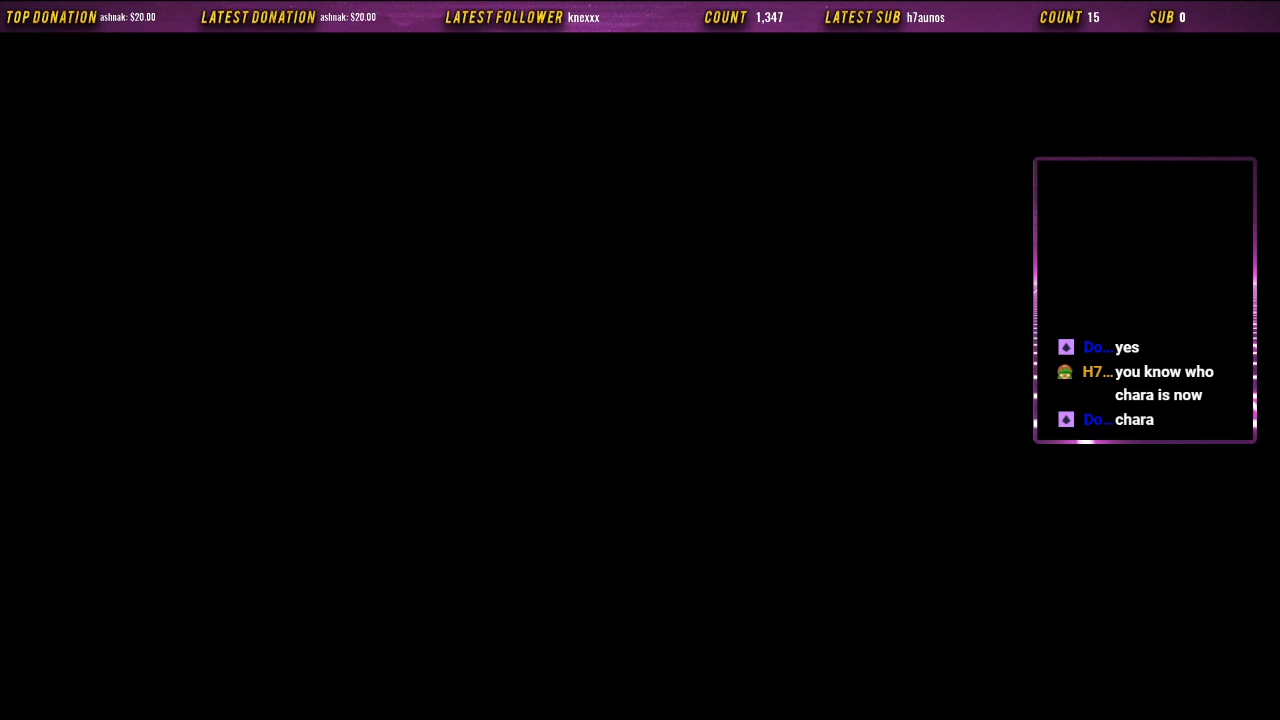 TOP DONATION ashnak: $20.00 LATEST DONATION ashnak: $20.00 LATEST FOLLOWER knexxx COUNT 1,347 LATEST SUB h7aunos COUNT 15 SUB 0
Do... yes
H7... you know who
chara is now
Do... chara